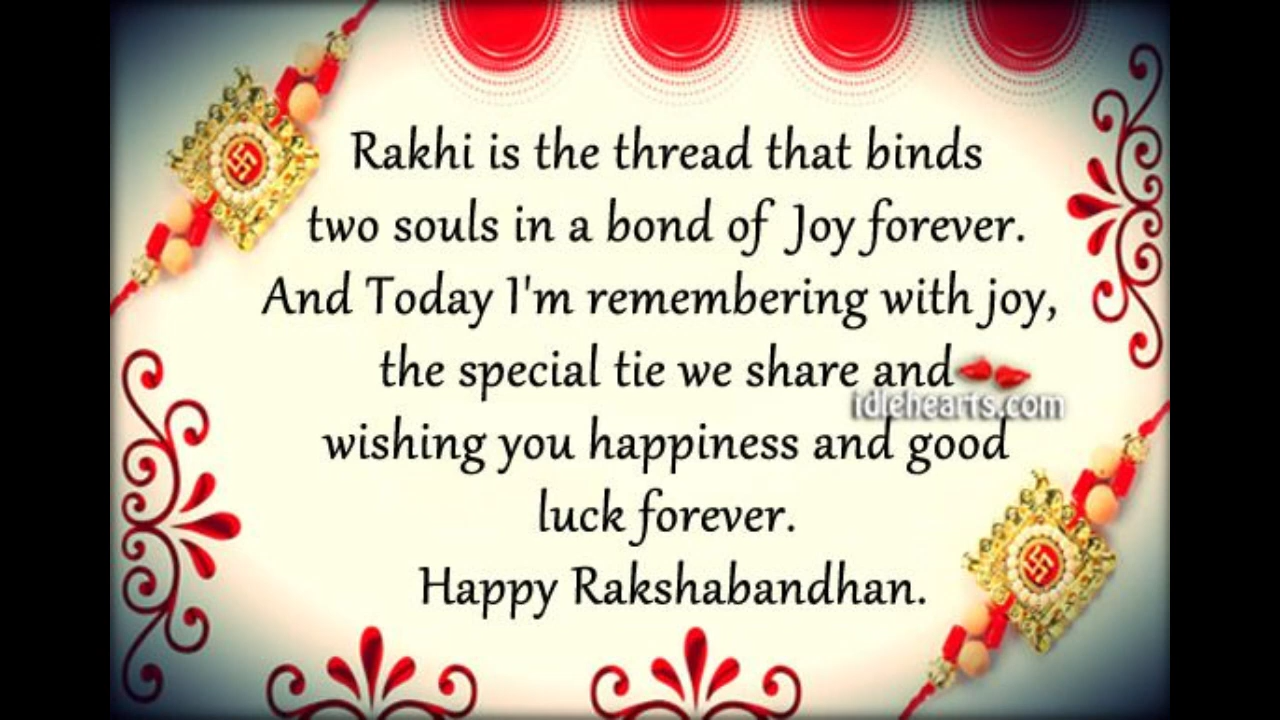 Rakhi is the thread that binds
two souls in a bond of Joy forever.
And Today I'm remembering with joy,
the special tie we share and
idlehearts.com
wishing you happiness and good
luck forever.
Happy Rakshabandhan.